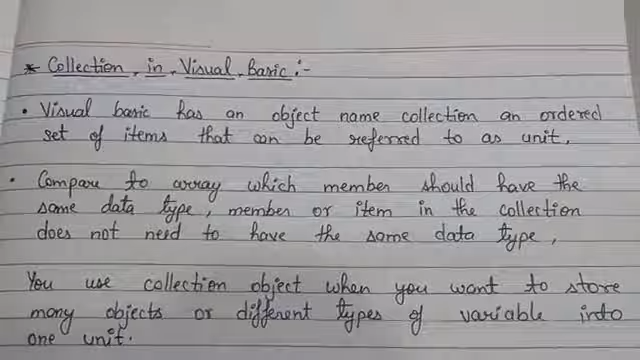 * Collection in Visual Basic :-
• Visual basic has an object name collection an ordered
set of items that can be referred to as unit.
• Compare to array which member should have the
same data type, member or item in the collection
does not need to have the same data type,
You use collection object when you want to store
many objects or different types of variable into
one unit.